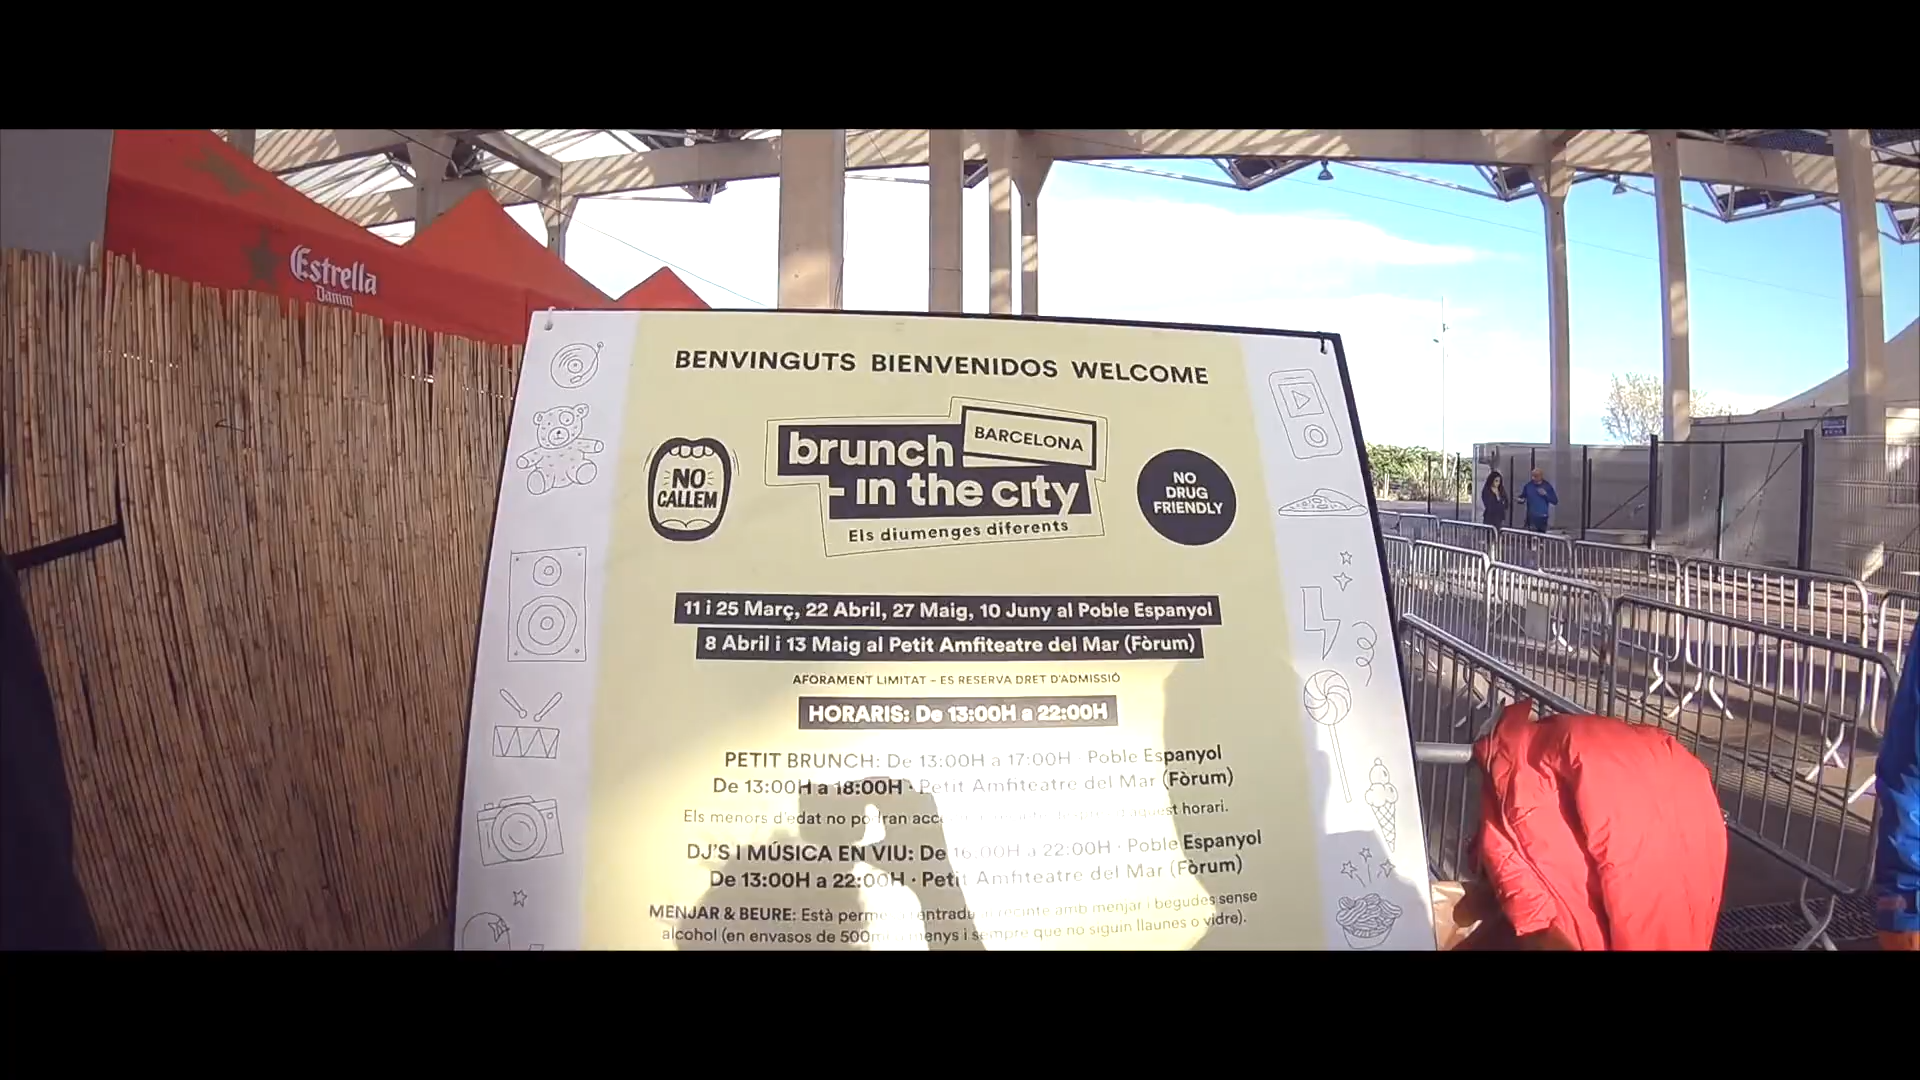 Estrella
Damm
BENVINGUTS BIENVENIDOS WELCOME
NO
CALLEM
brunch
BARCELONA
- in the city
Els diumenges diferents
NO
DRUG
FRIENDLY
11 i 25 Març, 22 Abril, 27 Maig, 10 Juny al Poble Espanyol
8 Abril i 13 Maig al Petit Amfiteatre del Mar (Fòrum)
AFORAMENT LIMITAT - ES RESERVA DRET D'ADMISSIÓ
HORARIS: De 13:00H a 22:00H
PETIT BRUNCH: De 13:00H a 17:00H · Poble Espanyol
De 13:00H a 18:00H · Petit Amfiteatre del Mar (Fòrum)
Els menors d'edat no podran horari.
DJ'S I MÚSICA EN VIU: De 16:00H a 22:00H · Poble Espanyol
De 13:00H a 22:00H · Petit Amfiteatre del Mar (Fòrum)
MENJAR & BEURE: Està amb menjar i begudes sense
alcohol (en envasos de i sempre que no siguin llaunes o vidre).